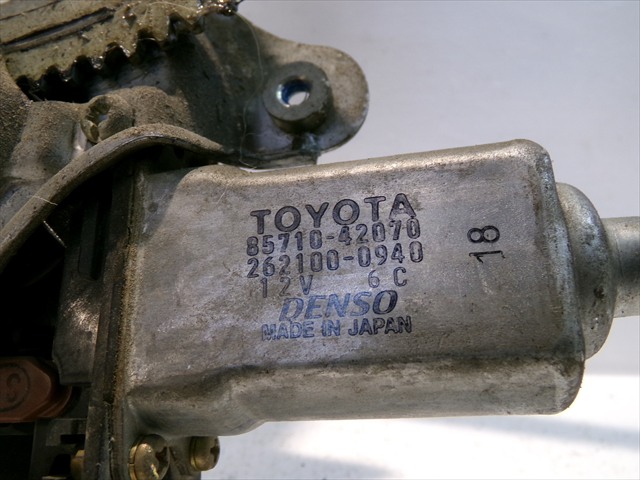 TOYOTA
85710-42070
262100-0940
12V 6C
DENSO
MADE IN JAPAN
18